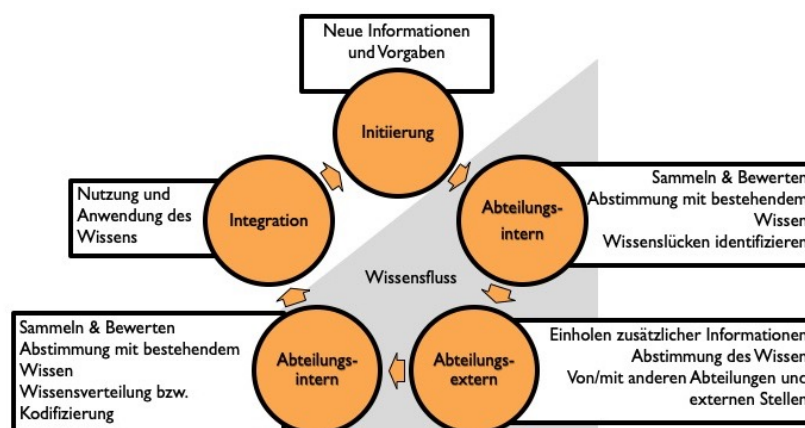 Neue Informationen
und Vorgaben
Initiierung
Sammeln & Bewerten
Abstimmung mit bestehendem
Wissen
Wissenslücken identifizieren
Abteilungs-
intern
Nutzung und
Anwendung des
Wissens
Integration
Wissensfluss
Einholen zusätzlicher Informationen
Abstimmung des Wissen
Von/mit anderen Abteilungen und
externen Stellen
Abteilungs-
extern
Abteilungs-
intern
Sammeln & Bewerten
Abstimmung mit bestehendem
Wissen
Wissensverteilung bzw.
Kodifizierung